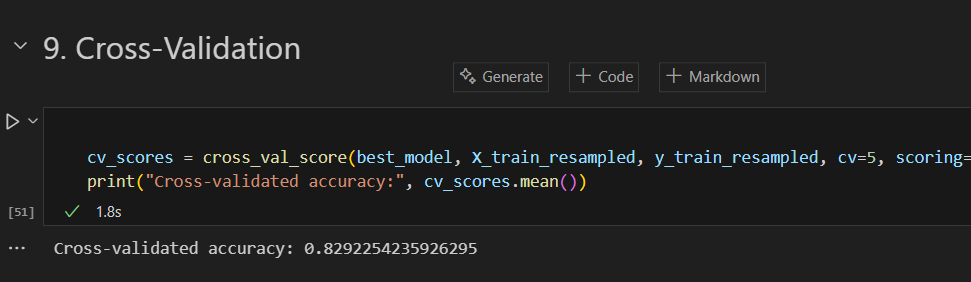 9. Cross-Validation
Generate + Code + Markdown
cv_scores = cross_val_score(best_model, X_train_resampled, y_train_resampled, cv=5, scoring=
print("Cross-validated accuracy:", cv_scores.mean())
[51] ✓ 1.8s
... Cross-validated accuracy: 0.8292254235926295